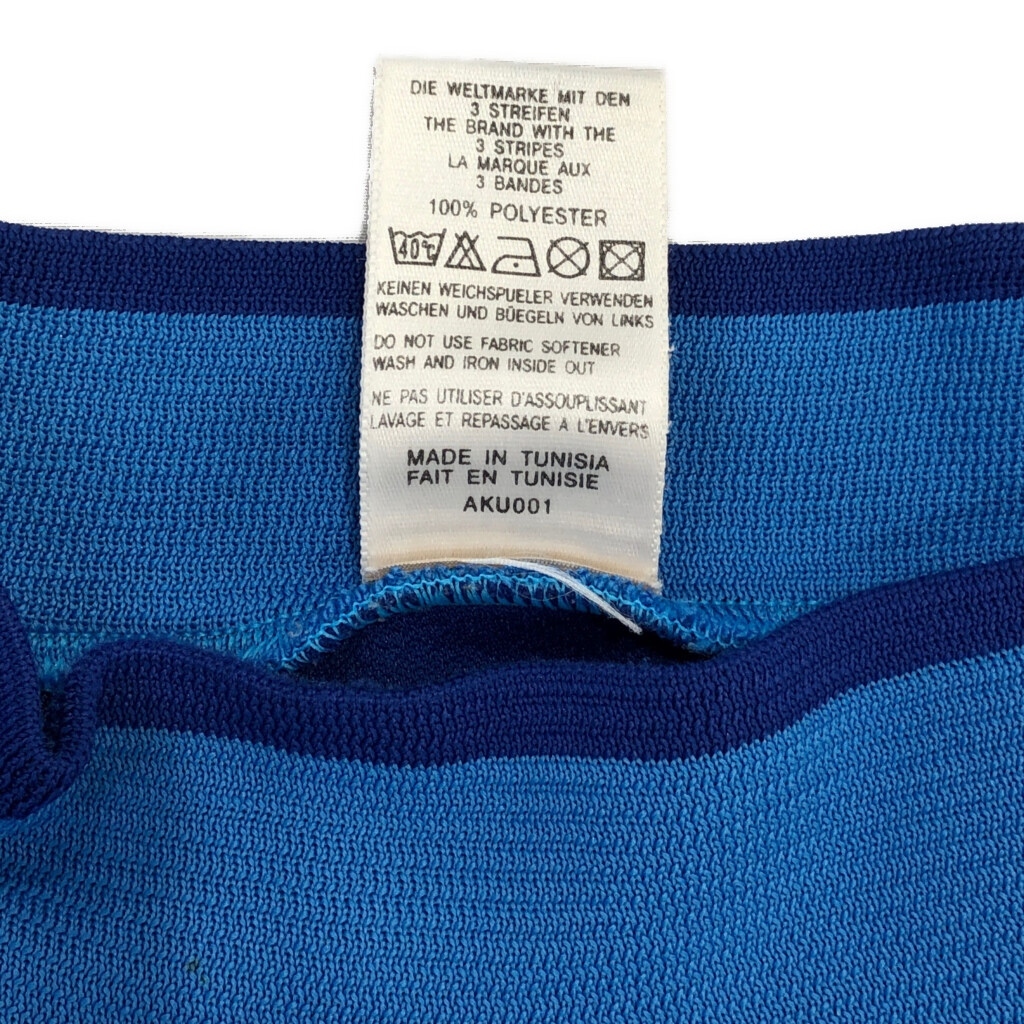 DIE WELTMARKE MIT DEN
3 STREIFEN
THE BRAND WITH THE
3 STRIPES
LA MARQUE AUX
3 BANDES
100% POLYESTER
40°C
KEINEN WEICHSPUELER VERWENDEN
WASCHEN UND BÜEGELN VON LINKS
DO NOT USE FABRIC SOFTENER
WASH AND IRON INSIDE OUT
NE PAS UTILISER D'ASSOUPLISSANT
LAVAGE ET REPASSAGE A L'ENVERS
MADE IN TUNISIA
FAIT EN TUNISIE
AKU001